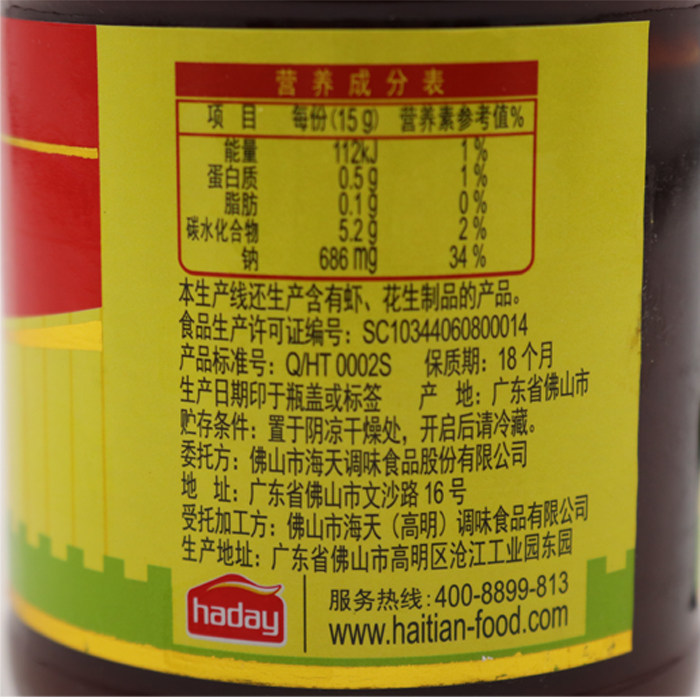 营养成分表
项 目 每份(15g) 营养素参考值%
能量 112kJ 1%
蛋白质 0.5g 1%
脂肪 0.1g 0%
碳水化合物 5.2g 2%
钠 686mg 34%
本生产线还生产含有虾、花生制品的产品。
食品生产许可证编号：SC10344060800014
产品标准号：Q/HT 0002S 保质期：18个月
生产日期印于瓶盖或标签 产 地：广东省佛山市
贮存条件：置于阴凉干燥处，开启后请冷藏。
委托方：佛山市海天调味食品股份有限公司
地 址：广东省佛山市文沙路16号
受托加工方：佛山市海天（高明）调味食品有限公司
生产地址：广东省佛山市高明区沧江工业园东园
haday
服务热线:400-8899-813
www.haitian-food.com